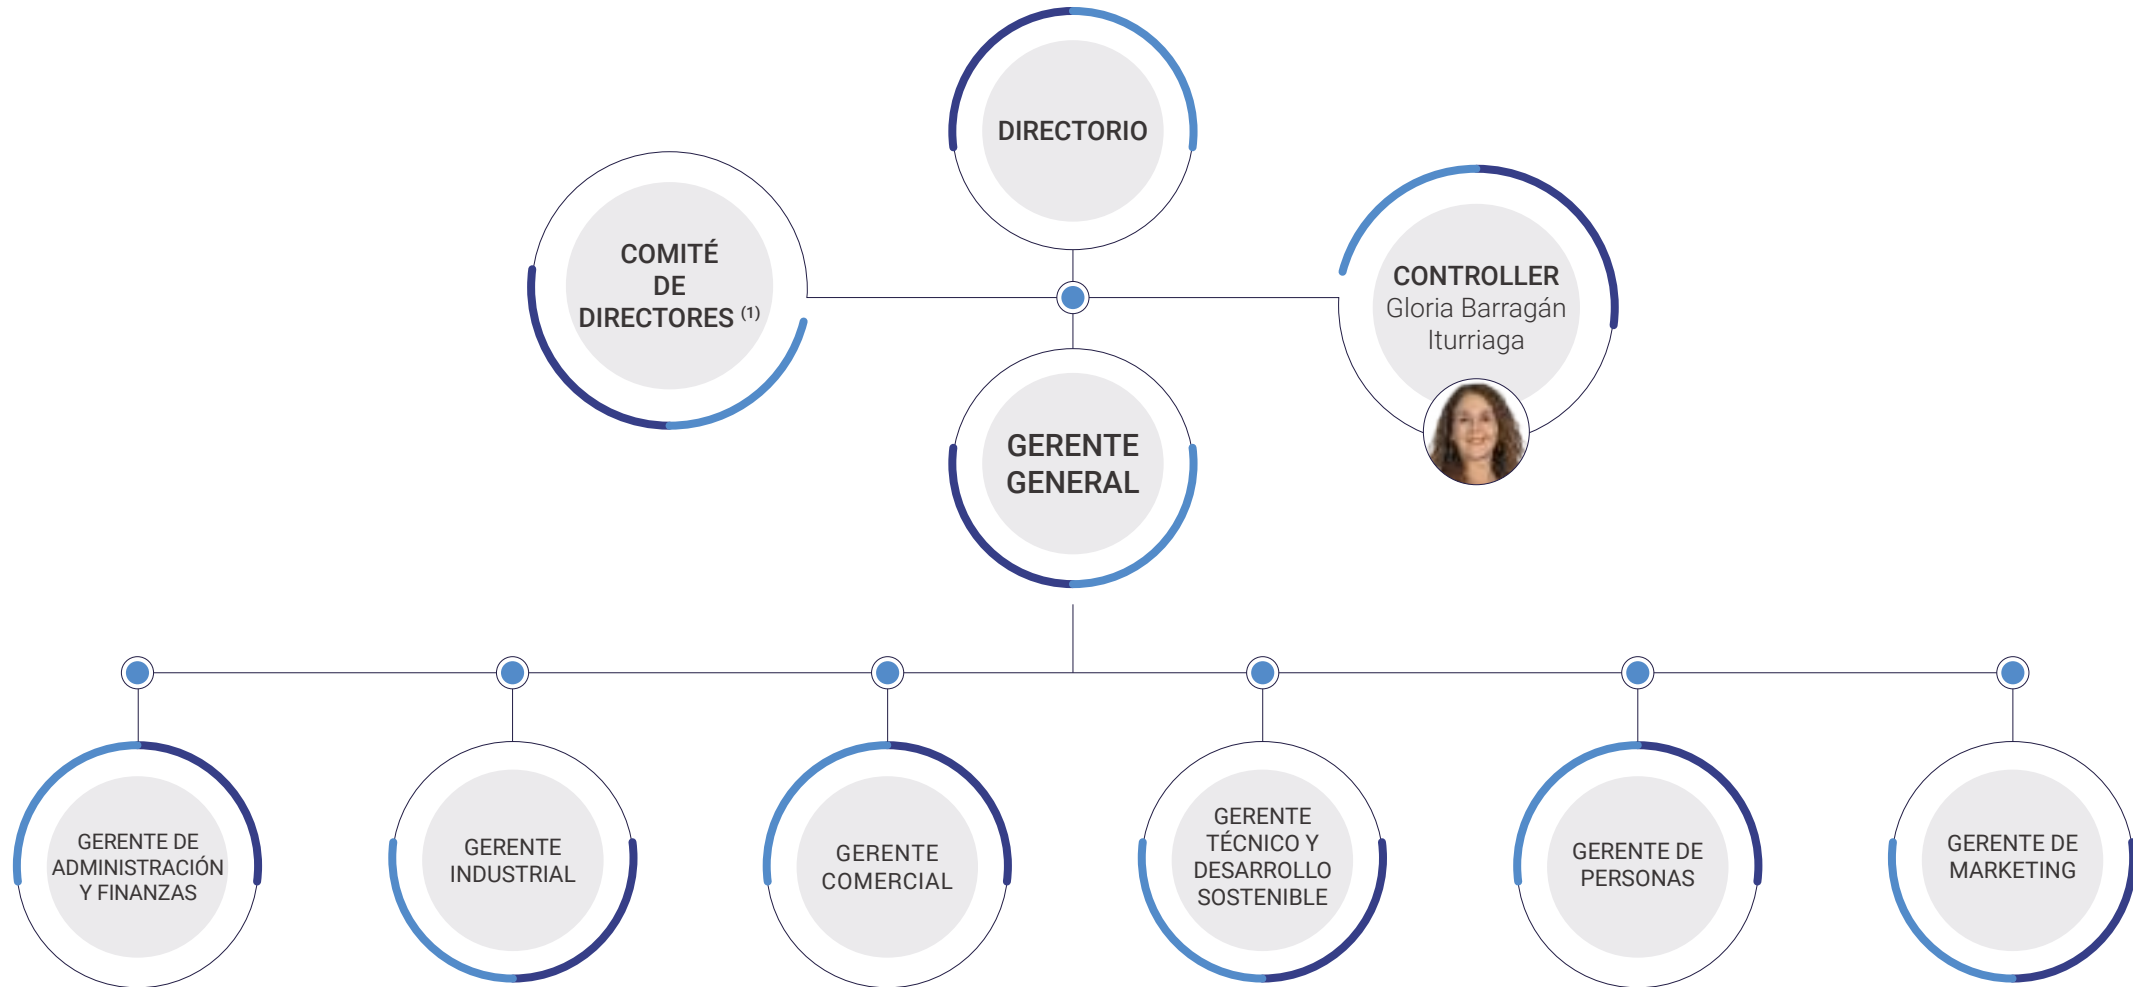 DIRECTORIO
COMITÉ
DE
DIRECTORES (1)
CONTROLLER
Gloria Barragán
Iturriaga
GERENTE
GENERAL
GERENTE DE
ADMINISTRACIÓN
Y FINANZAS
GERENTE
INDUSTRIAL
GERENTE
COMERCIAL
GERENTE
TÉCNICO Y
DESARROLLO
SOSTENIBLE
GERENTE DE
PERSONAS
GERENTE DE
MARKETING